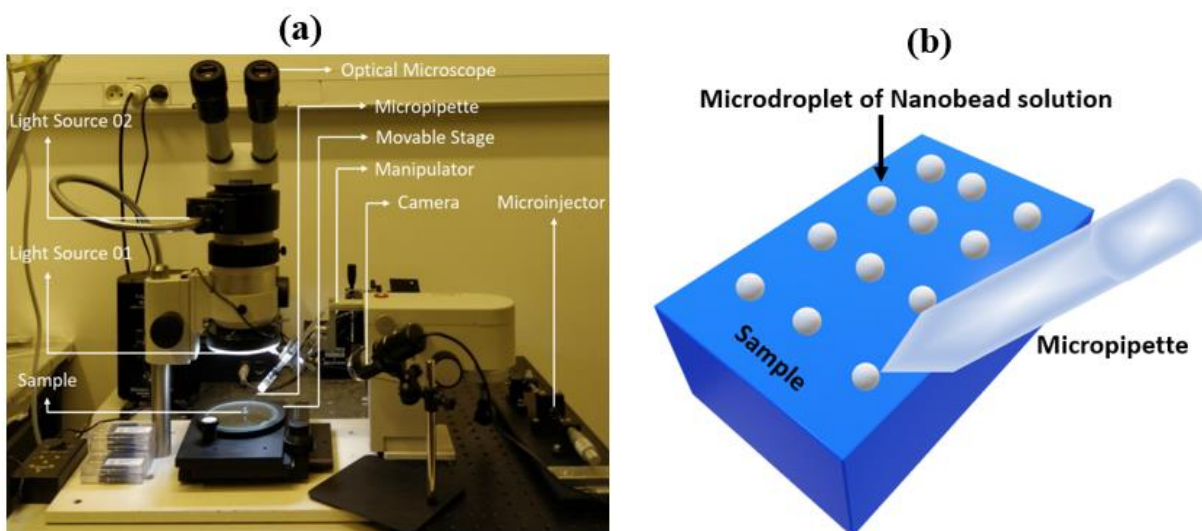 (a)
Optical Microscope
Micropipette
Light Source 02
Movable Stage
Manipulator
Camera
Microinjector
Light Source 01
Sample
(b)
Microdroplet of Nanobead solution
Sample
Micropipette